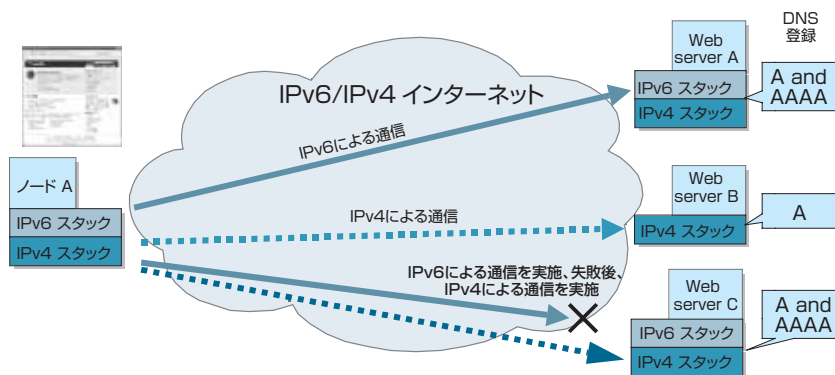 DNS
登録
Web
server A
IPv6 スタック
IPv4 スタック
A and
AAAA
IPv6/IPv4 インターネット
IPv6による通信
ノード A
IPv6 スタック
IPv4 スタック
IPv4による通信
Web
server B
IPv4 スタック
A
IPv6による通信を実施、失敗後、
IPv4による通信を実施
Web
server C
IPv6 スタック
IPv4 スタック
A and
AAAA